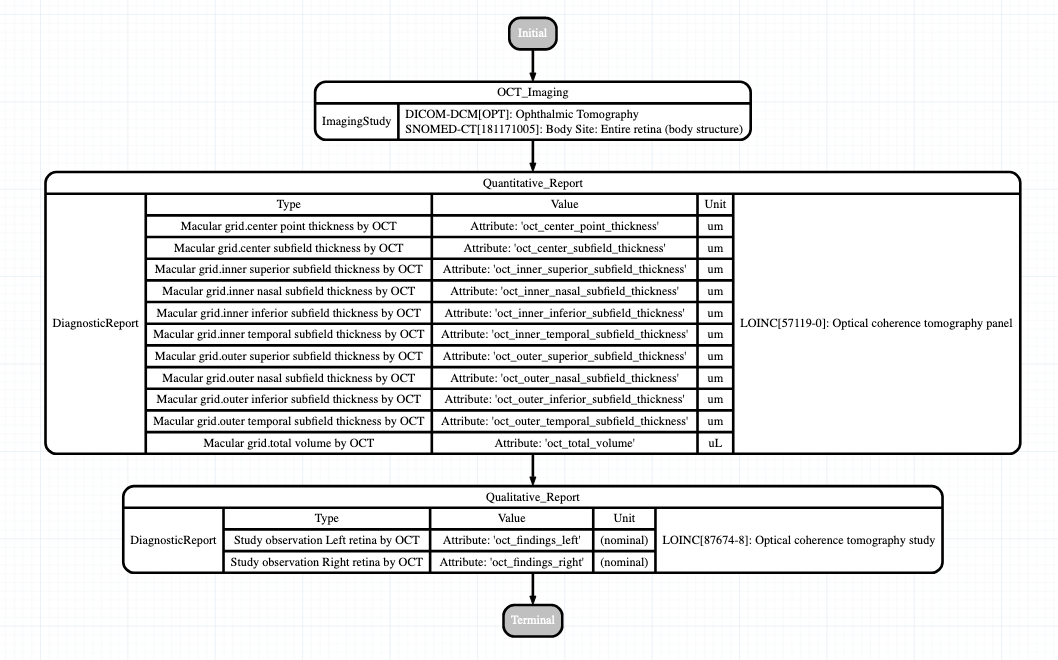 Initial
OCT_Imaging
ImagingStudy
DICOM-DCM[OPT]: Ophthalmic Tomography
SNOMED-CT[181171005]: Body Site: Entire retina (body structure)
Quantitative_Report
DiagnosticReport
Type Value Unit
Macular grid.center point thickness by OCT Attribute: 'oct_center_point_thickness' um
Macular grid.center subfield thickness by OCT Attribute: 'oct_center_subfield_thickness' um
Macular grid.inner superior subfield thickness by OCT Attribute: 'oct_inner_superior_subfield_thickness' um
Macular grid.inner nasal subfield thickness by OCT Attribute: 'oct_inner_nasal_subfield_thickness' um
Macular grid.inner inferior subfield thickness by OCT Attribute: 'oct_inner_inferior_subfield_thickness' um
Macular grid.inner temporal subfield thickness by OCT Attribute: 'oct_inner_temporal_subfield_thickness' um
Macular grid.outer superior subfield thickness by OCT Attribute: 'oct_outer_superior_subfield_thickness' um
Macular grid.outer nasal subfield thickness by OCT Attribute: 'oct_outer_nasal_subfield_thickness' um
Macular grid.outer inferior subfield thickness by OCT Attribute: 'oct_outer_inferior_subfield_thickness' um
Macular grid.outer temporal subfield thickness by OCT Attribute: 'oct_outer_temporal_subfield_thickness' um
Macular grid.total volume by OCT Attribute: 'oct_total_volume' uL
LOINC[57119-0]: Optical coherence tomography panel
Qualitative_Report
DiagnosticReport
Type Value Unit
Study observation Left retina by OCT Attribute: 'oct_findings_left' (nominal)
Study observation Right retina by OCT Attribute: 'oct_findings_right' (nominal)
LOINC[87674-8]: Optical coherence tomography study
Terminal